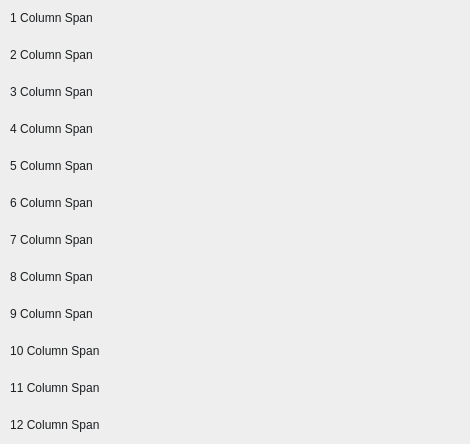 1 Column Span
2 Column Span
3 Column Span
4 Column Span
5 Column Span
6 Column Span
7 Column Span
8 Column Span
9 Column Span
10 Column Span
11 Column Span
12 Column Span